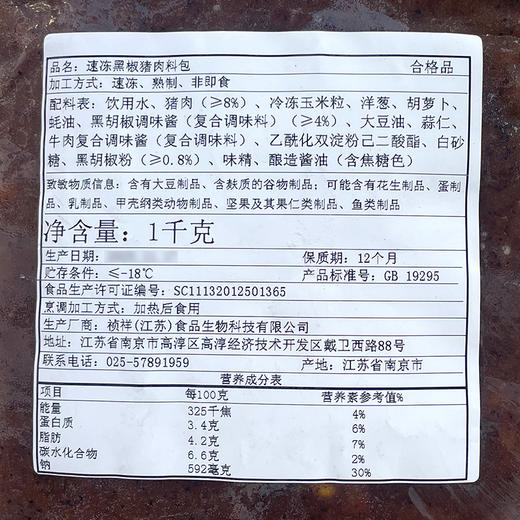 品名：速冻黑椒猪肉料包 合格品
加工方式：速冻、熟制、非即食
配料表：饮用水、猪肉（≥8%）、冷冻玉米粒、洋葱、胡萝卜、
蚝油、黑胡椒调味酱（复合调味料）（≥4%）、大豆油、蒜仁、
牛肉复合调味酱（复合调味料）、乙酰化双淀粉己二酸酯、白砂
糖、黑胡椒粉（≥0.8%）、味精、酿造酱油（含焦糖色）
致敏物质信息：含有大豆制品、含麸质的谷物制品；可能含有花生制品、蛋制
品、乳制品、甲壳纲类动物制品、坚果及其果仁类制品、鱼类制品
净含量：1千克
生产日期： 保质期：12个月
贮存条件：≤-18℃ 产品标准号：GB 19295
食品生产许可证编号：SC11132012501365
烹调加工方式：加热后食用
生产厂商：祯祥(江苏)食品生物科技有限公司
地址：江苏省南京市高淳区高淳经济技术开发区戴卫西路88号
联系电话：025-57891959 产地：江苏省南京市
营养成分表
项目 每100克 营养素参考值%
能量 325千焦 4%
蛋白质 3.4克 6%
脂肪 4.2克 7%
碳水化合物 6.6克 2%
钠 592毫克 30%